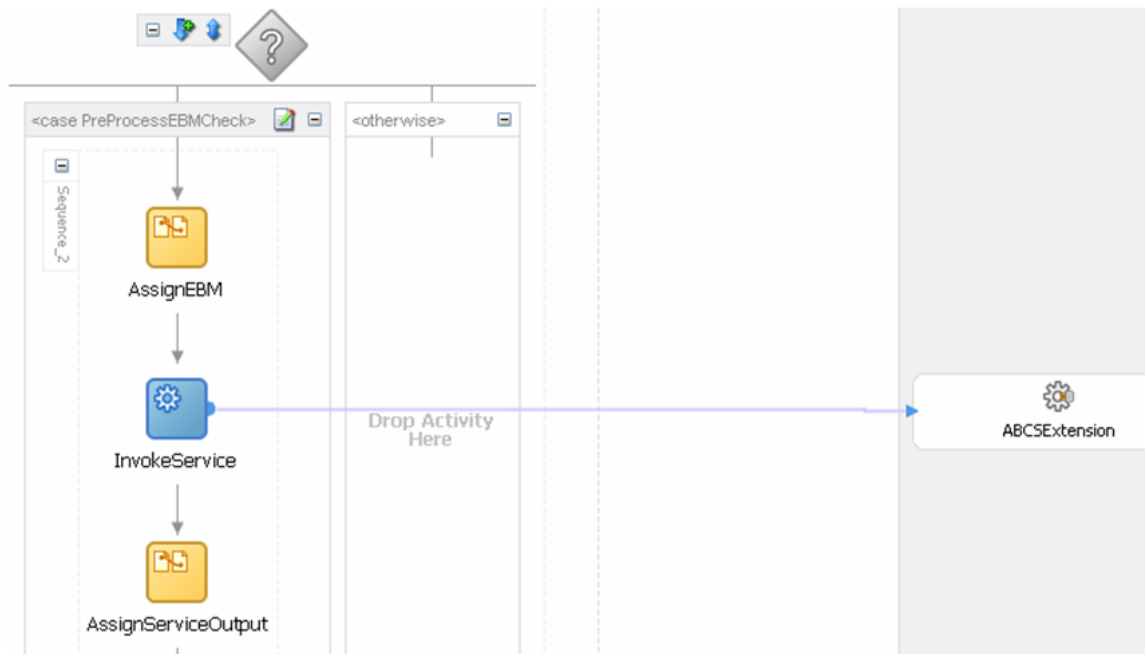 ?
<case PreProcessEBMCheck>
<otherwise>
Sequence_2
AssignEBM
InvokeService
Drop Activity
Here
ABCSExtension
AssignServiceOutput